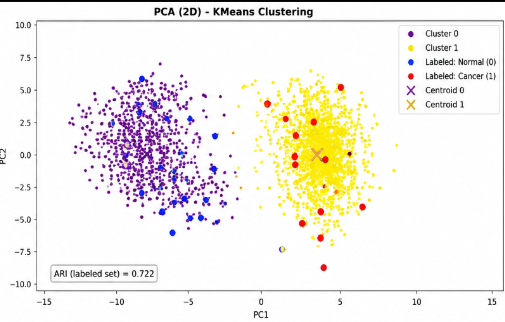 PCA (2D) – KMeans Clustering
10.0
7.5
5.0
2.5
0.0
−2.5
−5.0
−7.5
−10.0
PC2
Cluster 0
Cluster 1
Labeled: Normal (0)
Labeled: Cancer (1)
Centroid 0
Centroid 1
ARI (labeled set) = 0.722
−15
−10
−5
0
5
10
15
PC1